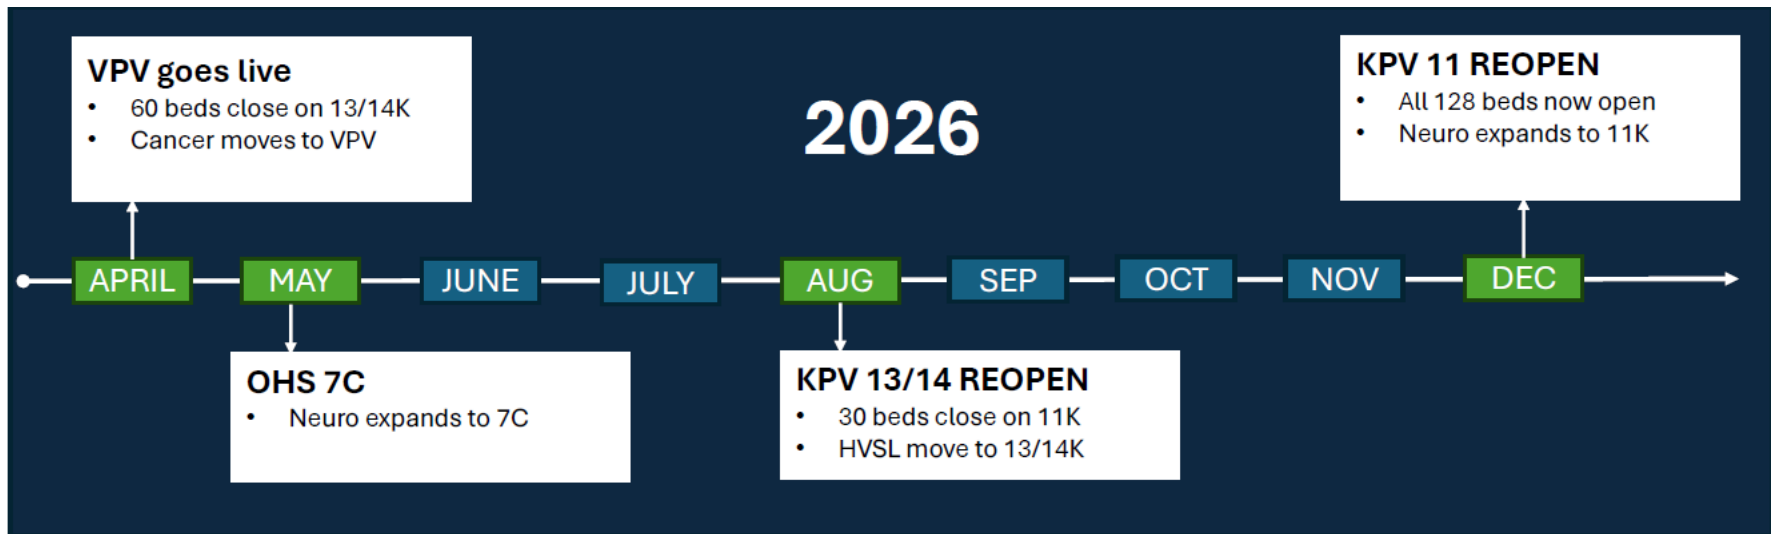 VPV goes live
• 60 beds close on 13/14K
• Cancer moves to VPV
2026
KPV 11 REOPEN
• All 128 beds now open
• Neuro expands to 11K
APRIL
MAY
JUNE
JULY
AUG
SEP
OCT
NOV
DEC
OHS 7C
• Neuro expands to 7C
KPV 13/14 REOPEN
• 30 beds close on 11K
• HVSL move to 13/14K